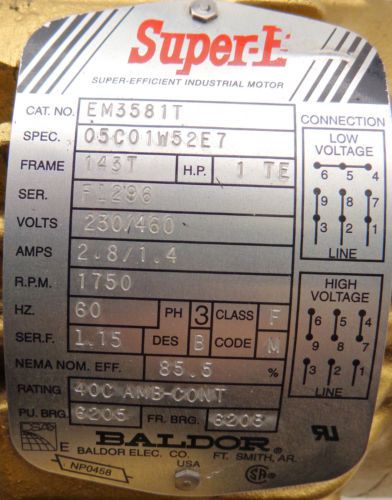 Super-E
SUPER-EFFICIENT INDUSTRIAL MOTOR
CAT. NO. EM3581T
SPEC. 05C01W52E7
FRAME 143T H.P. 1 TE
SER. F1296
VOLTS 230/460
AMPS 2.8/1.4
R.P.M. 1750
HZ. 60 PH 3 CLASS F
SER.F. 1.15 DES B CODE M
NEMA NOM. EFF. 85.5 %
RATING 40C AMB-CONT
PU. BRG. 6205 FR. BRG. 6205
BALDOR
BALDOR ELEC. CO. FT. SMITH, AR.
USA
NP0458
E
CONNECTION
LOW
VOLTAGE
6 5 4
9 8 7
3 2 1
LINE
HIGH
VOLTAGE
6 5 4
9 8 7
3 2 1
LINE